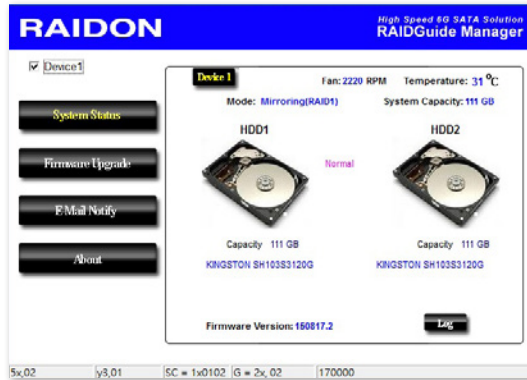 RAIDON
High Speed 6G SATA Solution
RAIDGuide Manager
Device1
System Status
Firmware Upgrade
E-Mail Notify
About
Device 1
Fan: 2220 RPM
Temperature: 31 °C
Mode: Mirroring(RAID1)
System Capacity: 111 GB
HDD1
HDD2
Normal
Capacity 111 GB
Capacity 111 GB
KINGSTON SH103S3120G
KINGSTON SH103S3120G
Firmware Version: 150817.2
Log
5x,02
y3,01
SC = 1x0102
G = 2x, 02
170000